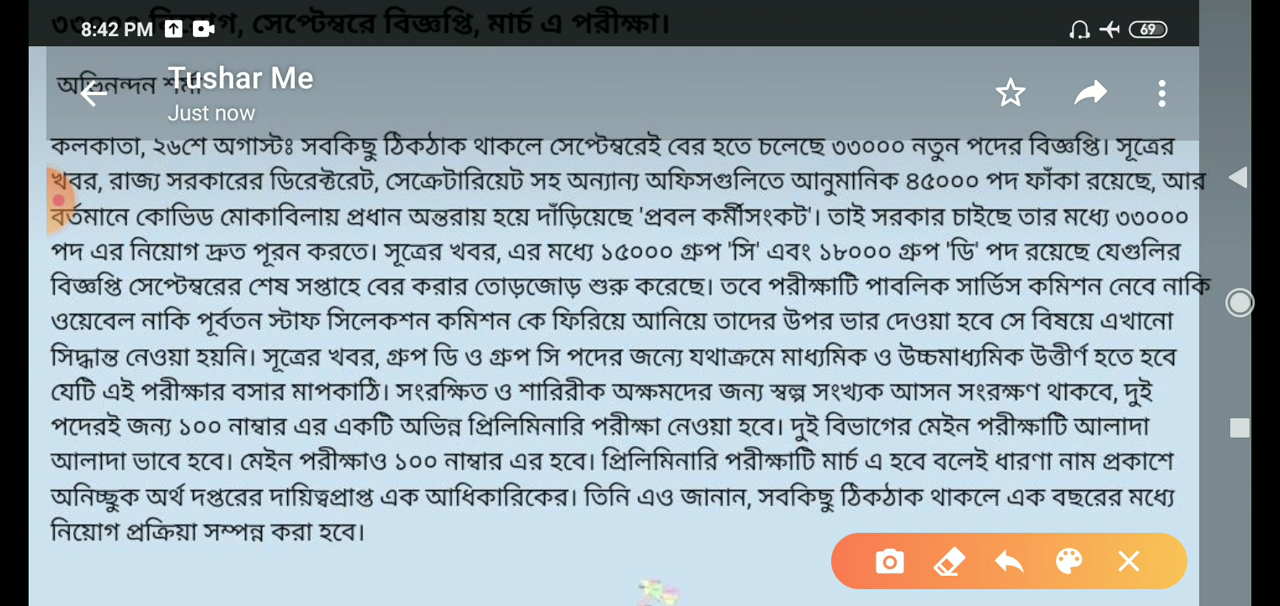 ৩৩০০০ নিয়োগ, সেপ্টেম্বরে বিজ্ঞপ্তি, মার্চ এ পরীক্ষা।
8:42 PM
69
অভিনন্দন শর্মা
Tushar Me
Just now
কলকাতা, ২৬শে অগাস্টঃ সবকিছু ঠিকঠাক থাকলে সেপ্টেম্বরেই বের হতে চলেছে ৩৩০০০ নতুন পদের বিজ্ঞপ্তি। সূত্রের
খবর, রাজ্য সরকারের ডিরেক্টরেট, সেক্রেটারিয়েট সহ অন্যান্য অফিসগুলিতে আনুমানিক ৪৫০০০ পদ ফাঁকা রয়েছে, আর
বর্তমানে কোভিড মোকাবিলায় প্রধান অন্তরায় হয়ে দাঁড়িয়েছে 'প্রবল কর্মীসংকট'। তাই সরকার চাইছে তার মধ্যে ৩৩০০০
পদ এর নিয়োগ দ্রুত পূরন করতে। সূত্রের খবর, এর মধ্যে ১৫০০০ গ্রুপ 'সি' এবং ১৮০০০ গ্রুপ 'ডি' পদ রয়েছে যেগুলির
বিজ্ঞপ্তি সেপ্টেম্বরের শেষ সপ্তাহে বের করার তোড়জোড় শুরু করেছে। তবে পরীক্ষাটি পাবলিক সার্ভিস কমিশন নেবে নাকি
ওয়েবেল নাকি পূর্বতন স্টাফ সিলেকশন কমিশন কে ফিরিয়ে আনিয়ে তাদের উপর ভার দেওয়া হবে সে বিষয়ে এখানো
সিদ্ধান্ত নেওয়া হয়নি। সূত্রের খবর, গ্রুপ ডি ও গ্রুপ সি পদের জন্যে যথাক্রমে মাধ্যমিক ও উচ্চমাধ্যমিক উত্তীর্ণ হতে হবে
যেটি এই পরীক্ষার বসার মাপকাঠি। সংরক্ষিত ও শারিরীক অক্ষমদের জন্য স্বল্প সংখ্যক আসন সংরক্ষণ থাকবে, দুই
পদেরই জন্য ১০০ নাম্বার এর একটি অভিন্ন প্রিলিমিনারি পরীক্ষা নেওয়া হবে। দুই বিভাগের মেইন পরীক্ষাটি আলাদা
আলাদা ভাবে হবে। মেইন পরীক্ষাও ১০০ নাম্বার এর হবে। প্রিলিমিনারি পরীক্ষাটি মার্চ এ হবে বলেই ধারণা নাম প্রকাশে
অনিচ্ছুক অর্থ দপ্তরের দায়িত্বপ্রাপ্ত এক আধিকারিকের। তিনি এও জানান, সবকিছু ঠিকঠাক থাকলে এক বছরের মধ্যে
নিয়োগ প্রক্রিয়া সম্পন্ন করা হবে।